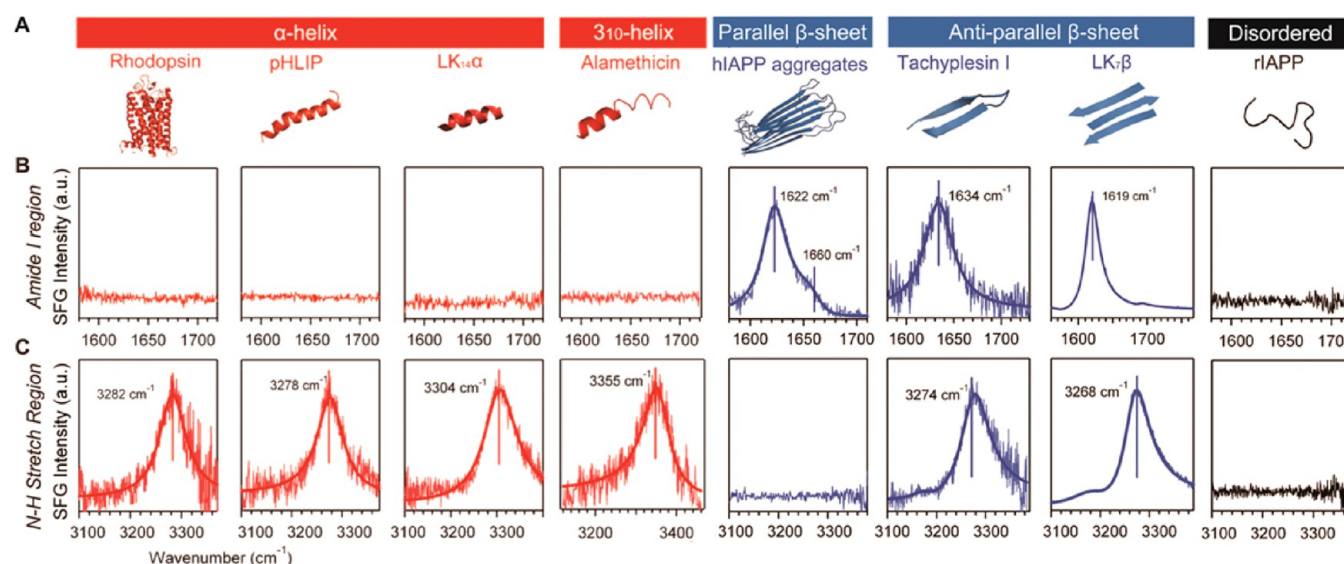 A
α-helix
3₁₀-helix
Parallel β-sheet
Anti-parallel β-sheet
Disordered
Rhodopsin
pHLIP
LK₁₄α
Alamethicin
hIAPP aggregates
Tachyplesin I
LK₇β
rIAPP
B
Amide I region
SFG Intensity (a.u.)
1622 cm⁻¹
1660 cm⁻¹
1634 cm⁻¹
1619 cm⁻¹
1600 1650 1700
1600 1650 1700
1600 1650 1700
1600 1650 1700
1600 1650 1700
1600 1650 1700
1600 1700
1600 1650 1700
C
N-H Stretch Region
SFG Intensity (a.u.)
3282 cm⁻¹
3278 cm⁻¹
3304 cm⁻¹
3355 cm⁻¹
3274 cm⁻¹
3268 cm⁻¹
3100 3200 3300
3100 3200 3300
3100 3200 3300
3200 3300 3400
3100 3200 3300
3100 3200 3300
3100 3200 3300
3100 3200 3300
Wavenumber (cm⁻¹)